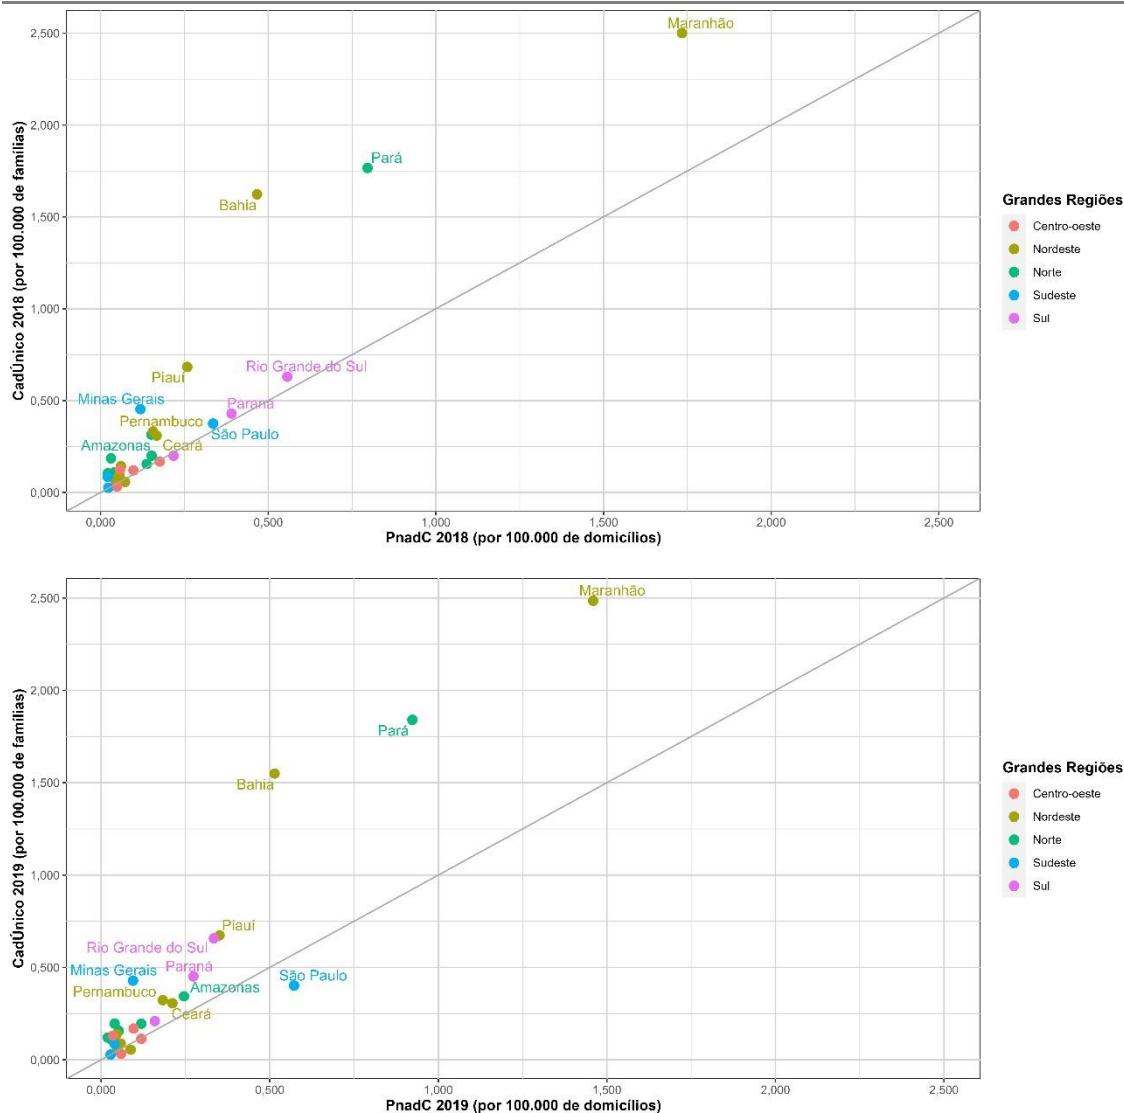 Maranhão
2,500
2,000
Pará
Bahia
1,500
Grandes Regiões
Centro-oeste
Nordeste
Norte
Sudeste
Sul
1,000
Rio Grande do Sul
Piauí
Minas Gerais
Paraná
0,500
Pernambuco
São Paulo
Amazonas
Ceará
0,000
CadÚnico 2018 (por 100.000 de famílias)
0,000 0,500 1,000 1,500 2,000 2,500
PnadC 2018 (por 100.000 de domicílios)
Maranhão
2,500
2,000
Pará
Bahia
1,500
Grandes Regiões
Centro-oeste
Nordeste
Norte
Sudeste
Sul
1,000
Piauí
Rio Grande do Sul
Paraná
0,500
Minas Gerais
São Paulo
Pernambuco
Amazonas
Ceará
0,000
CadÚnico 2019 (por 100.000 de famílias)
0,000 0,500 1,000 1,500 2,000 2,500
PnadC 2019 (por 100.000 de domicílios)